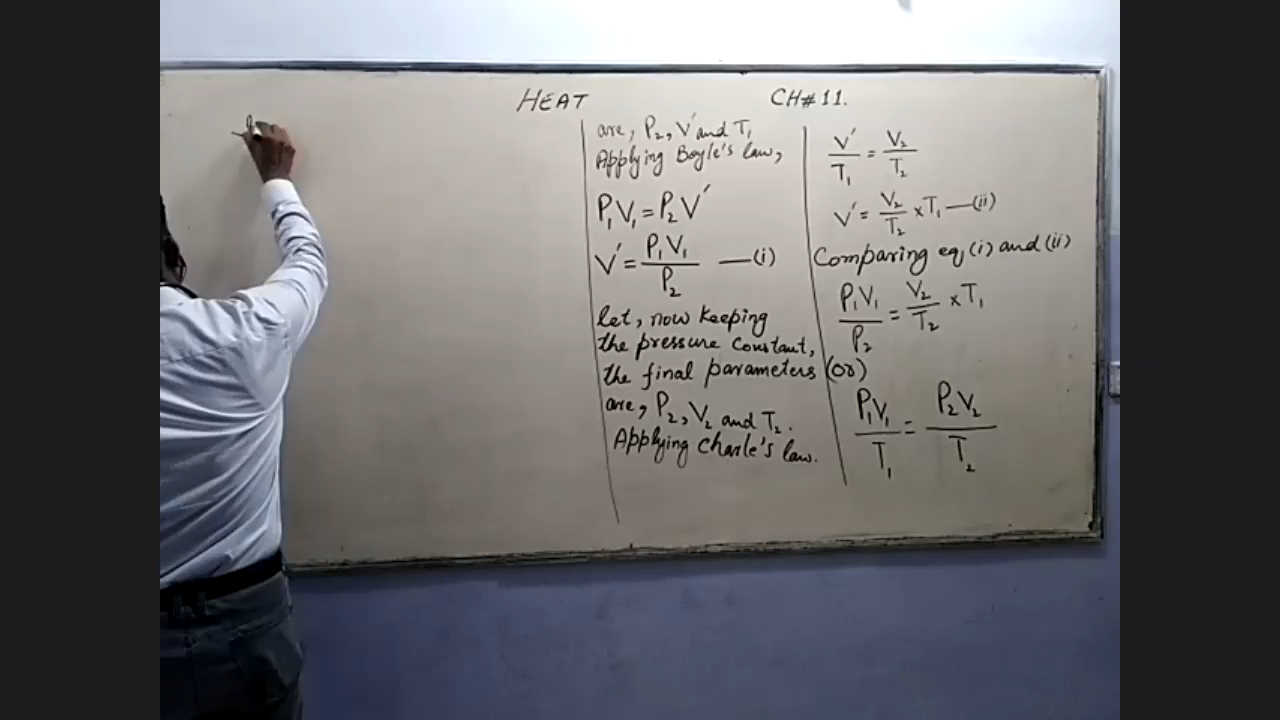 HEAT
CH# 11.
are, P₂, V′ and T₁
Applying Boyle's law,
P₁V₁ = P₂V′
V′ = P₁V₁ / P₂ —(i)
let, now keeping
the pressure constant,
the final parameters
are, P₂, V₂ and T₂.
Applying Charle's law.
V′ / T₁ = V₂ / T₂
V′ = V₂ / T₂ × T₁ —(ii)
Comparing eq (i) and (ii)
P₁V₁ / P₂ = V₂ / T₂ × T₁
(or)
P₁V₁ / T₁ = P₂V₂ / T₂